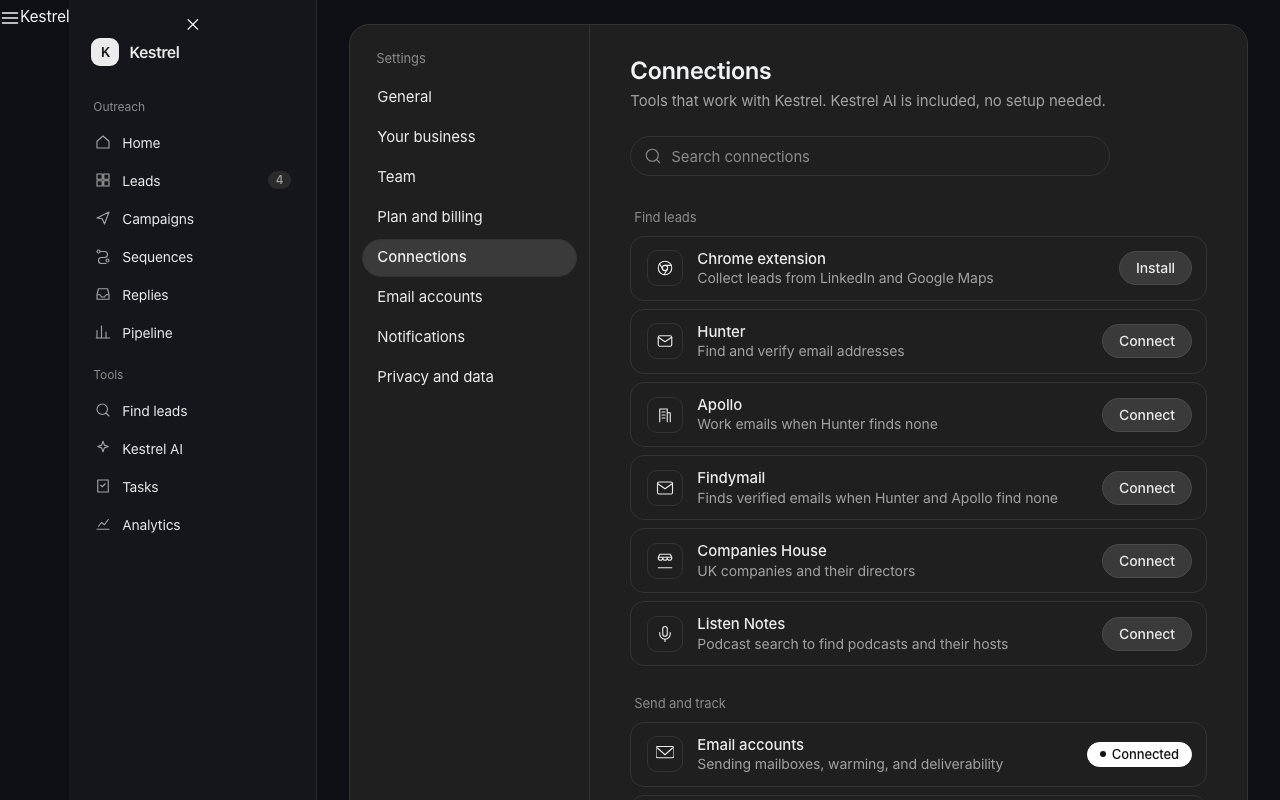 Kestrel
K Kestrel
Outreach
Home
Leads 4
Campaigns
Sequences
Replies
Pipeline
Tools
Find leads
Kestrel AI
Tasks
Analytics
Settings
General
Your business
Team
Plan and billing
Connections
Email accounts
Notifications
Privacy and data
Connections
Tools that work with Kestrel. Kestrel AI is included, no setup needed.
Search connections
Find leads
Chrome extension
Collect leads from LinkedIn and Google Maps
Install
Hunter
Find and verify email addresses
Connect
Apollo
Work emails when Hunter finds none
Connect
Findymail
Finds verified emails when Hunter and Apollo find none
Connect
Companies House
UK companies and their directors
Connect
Listen Notes
Podcast search to find podcasts and their hosts
Connect
Send and track
Email accounts
Sending mailboxes, warming, and deliverability
Connected